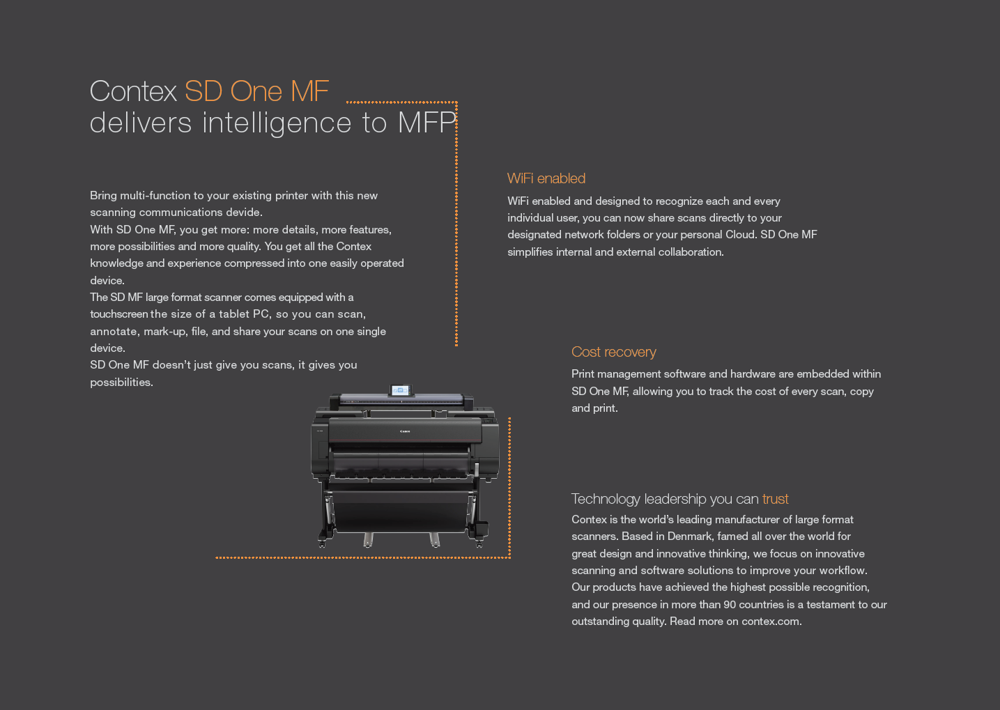 Contex SD One MF
delivers intelligence to MFP
Bring multi-function to your existing printer with this new
scanning communications devide.
With SD One MF, you get more: more details, more features,
more possibilities and more quality. You get all the Contex
knowledge and experience compressed into one easily operated
device.
The SD MF large format scanner comes equipped with a
touchscreen the size of a tablet PC, so you can scan,
annotate, mark-up, file, and share your scans on one single
device.
SD One MF doesn’t just give you scans, it gives you
possibilities.
Canon
WiFi enabled
WiFi enabled and designed to recognize each and every
individual user, you can now share scans directly to your
designated network folders or your personal Cloud. SD One MF
simplifies internal and external collaboration.
Cost recovery
Print management software and hardware are embedded within
SD One MF, allowing you to track the cost of every scan, copy
and print.
Technology leadership you can trust
Contex is the world’s leading manufacturer of large format
scanners. Based in Denmark, famed all over the world for
great design and innovative thinking, we focus on innovative
scanning and software solutions to improve your workflow.
Our products have achieved the highest possible recognition,
and our presence in more than 90 countries is a testament to our
outstanding quality. Read more on contex.com.